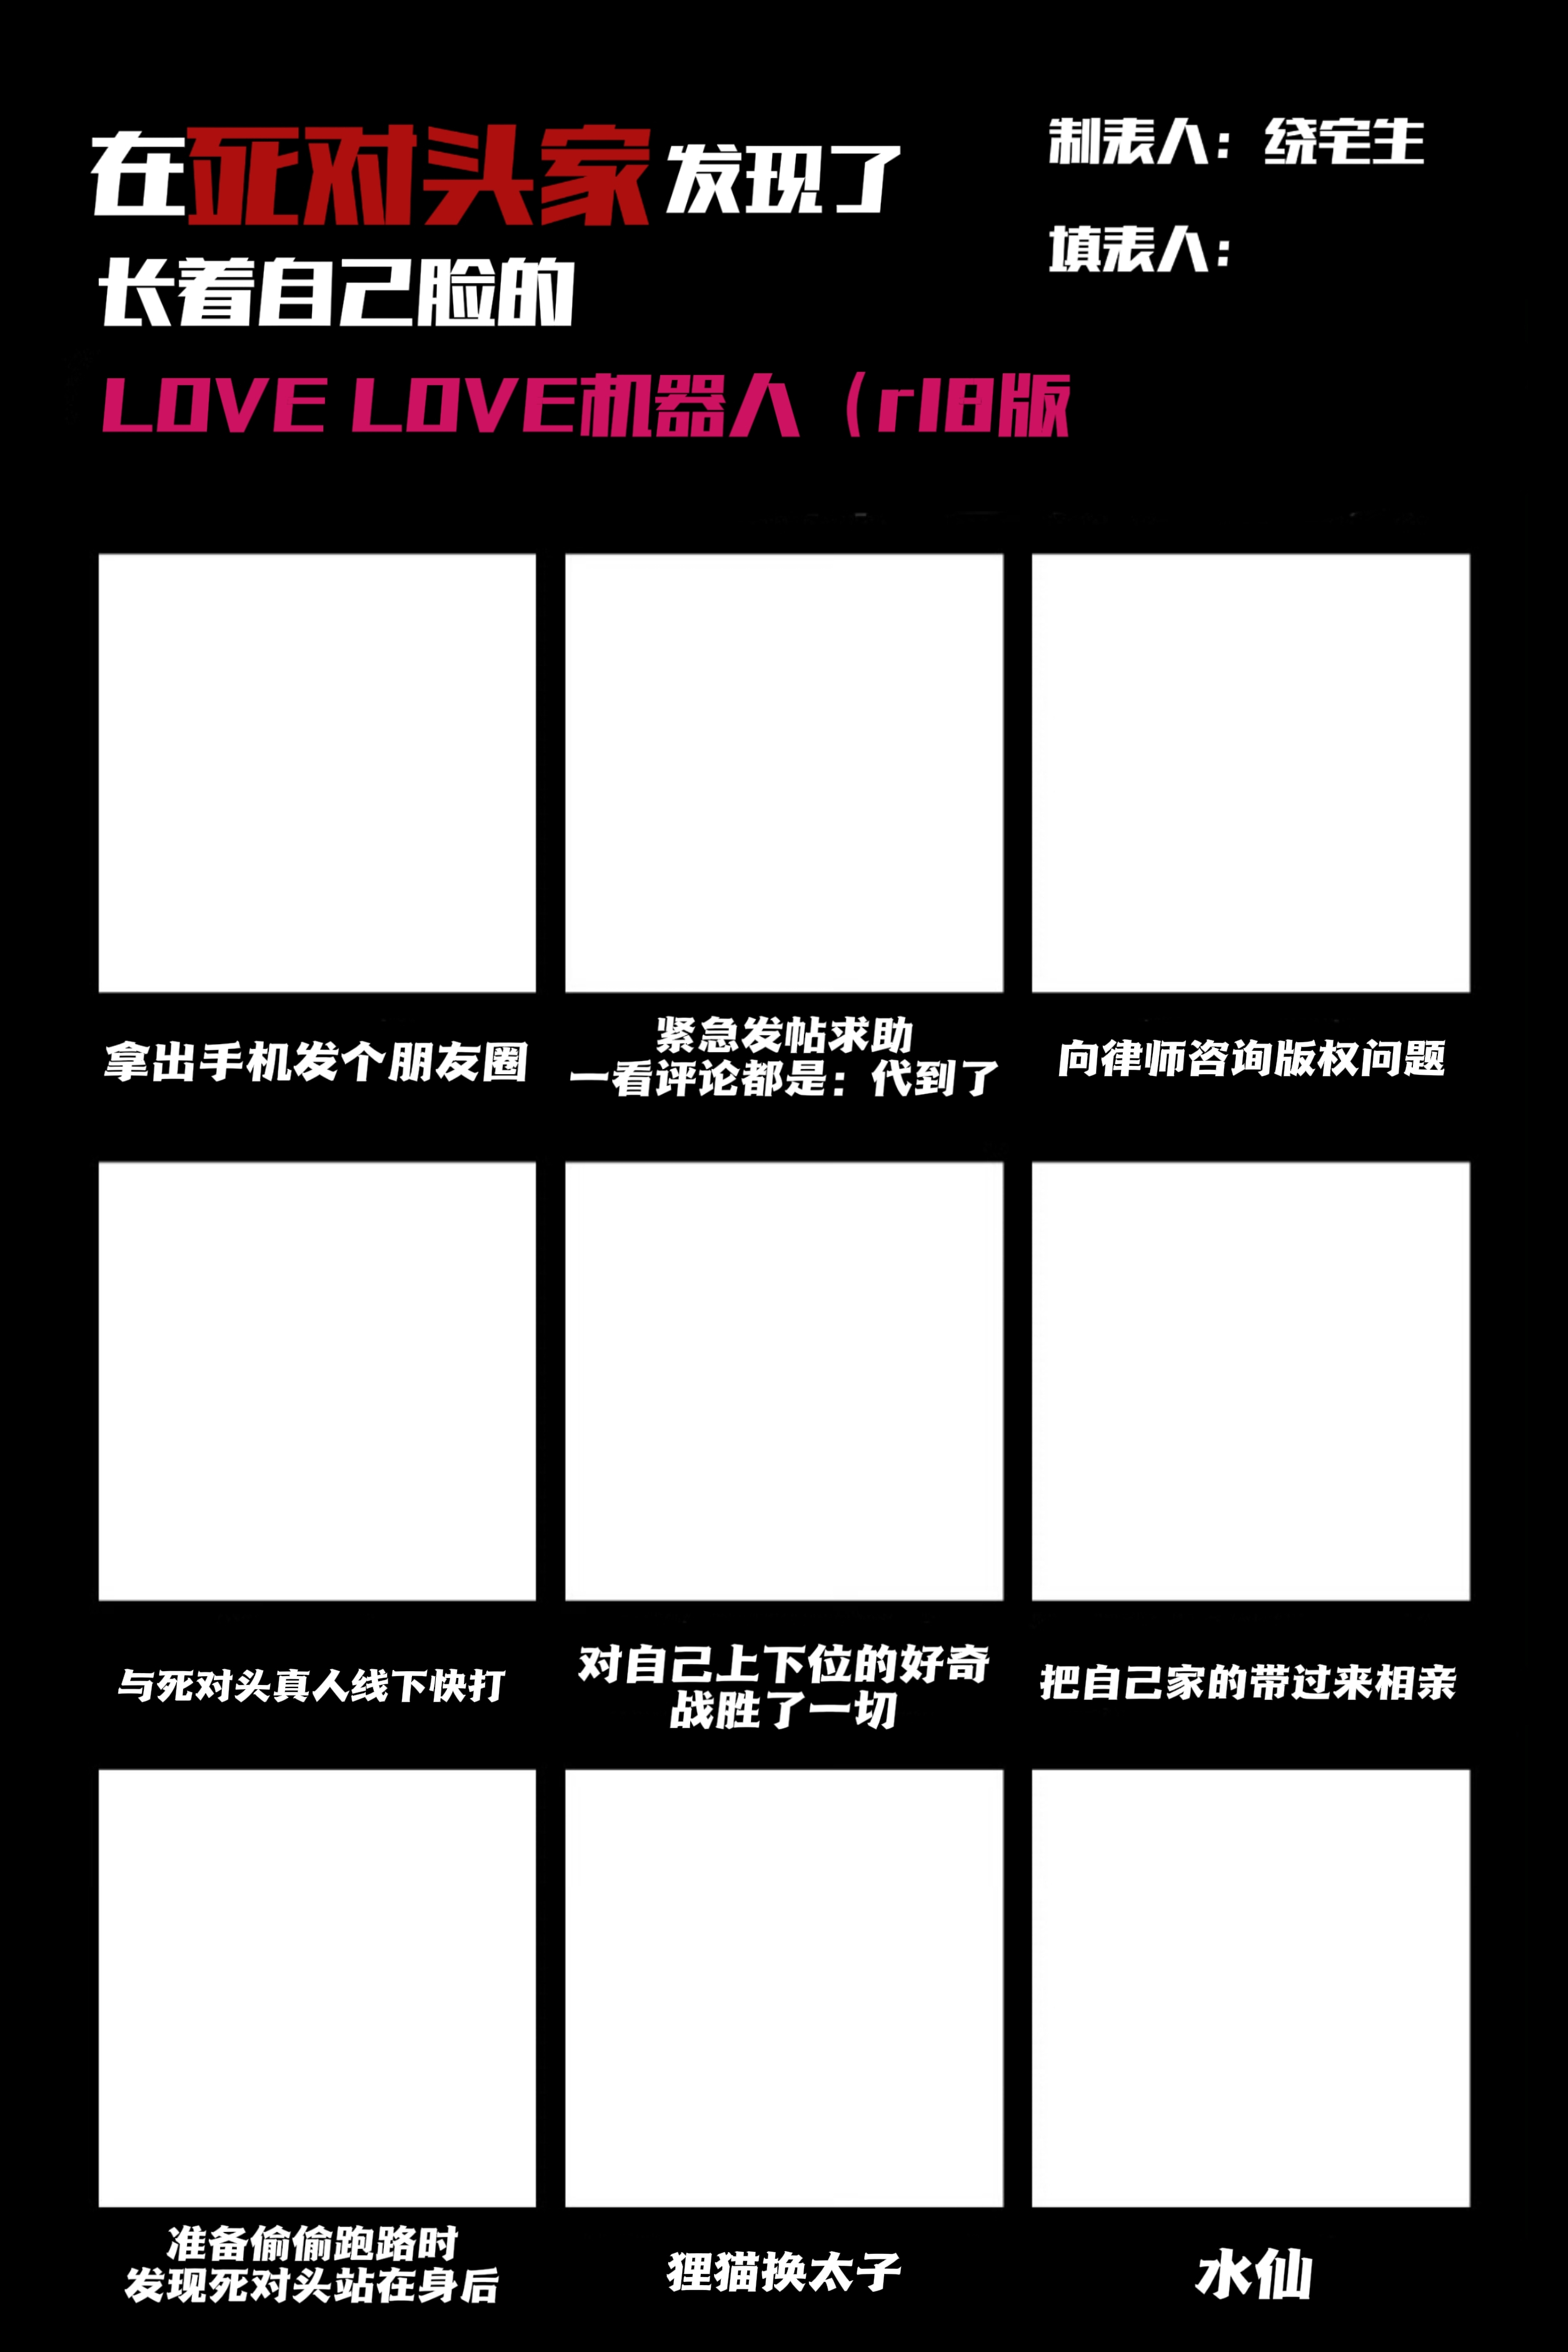 在死对头家发现了
长着自己脸的
LOVE LOVE机器人（r18版
制表人：绕宅生
填表人：
拿出手机发个朋友圈
紧急发帖求助
一看评论都是：代到了
向律师咨询版权问题
与死对头真人线下快打
对自己上下位的好奇
战胜了一切
把自己家的带过来相亲
准备偷偷跑路时
发现死对头站在身后
狸猫换太子
水仙